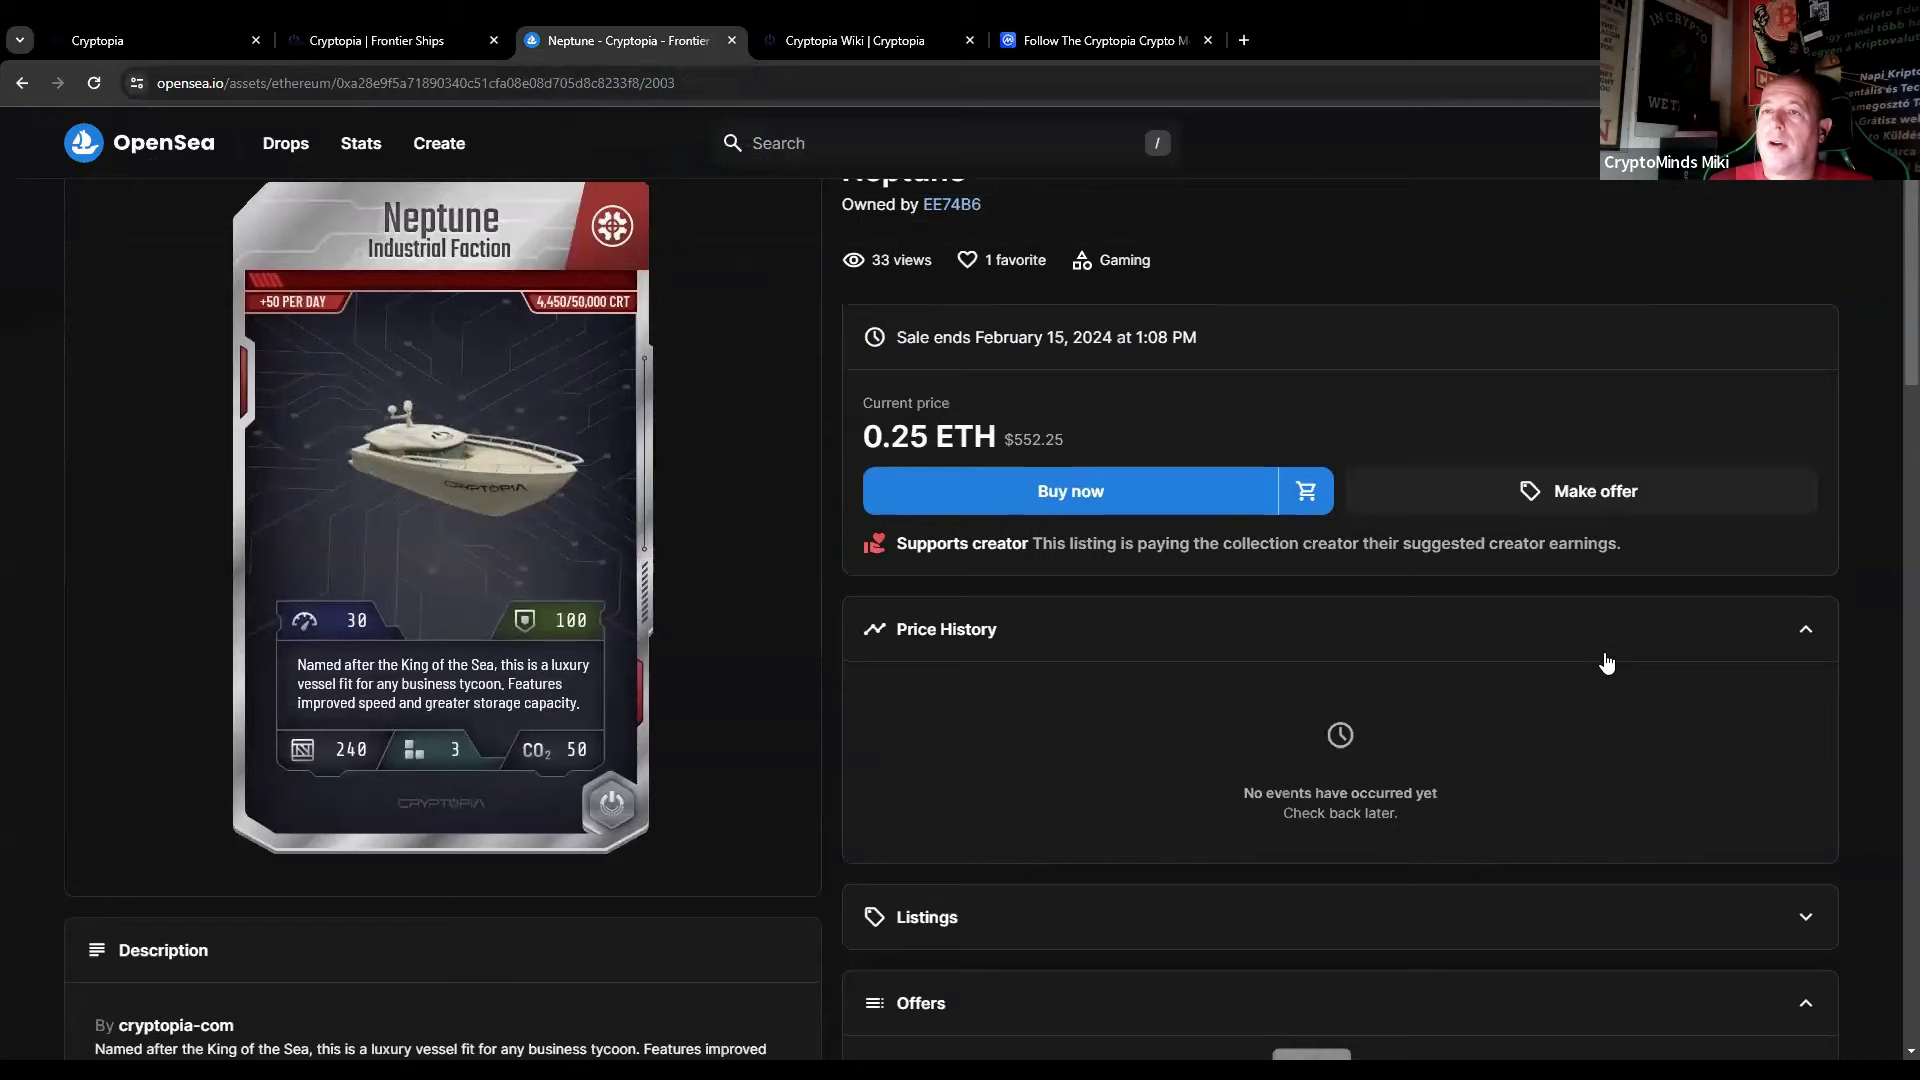 Cryptopia
Cryptopia | Frontier Ships
Neptune - Cryptopia - Frontier
Cryptopia Wiki | Cryptopia
Follow The Cryptopia Crypto M
opensea.io/assets/ethereum/0xa28e9f5a71890340c51cfa08e08d705d8c8233f8/2003
OpenSea
Drops
Stats
Create
Search
/
IN CRYPTO
WE T
CryptoMinds Miki
Neptune
Industrial Faction
+50 PER DAY
4,450/50,000 CRT
CRYPTOPIA
30
100
Named after the King of the Sea, this is a luxury
vessel fit for any business tycoon. Features
improved speed and greater storage capacity.
240
3
CO₂ 50
CRYPTOPIA
Description
By cryptopia-com
Named after the King of the Sea, this is a luxury vessel fit for any business tycoon. Features improved
Neptune
Owned by EE74B6
33 views
1 favorite
Gaming
Sale ends February 15, 2024 at 1:08 PM
Current price
0.25 ETH $552.25
Buy now
Make offer
Supports creator This listing is paying the collection creator their suggested creator earnings.
Price History
No events have occurred yet
Check back later.
Listings
Offers